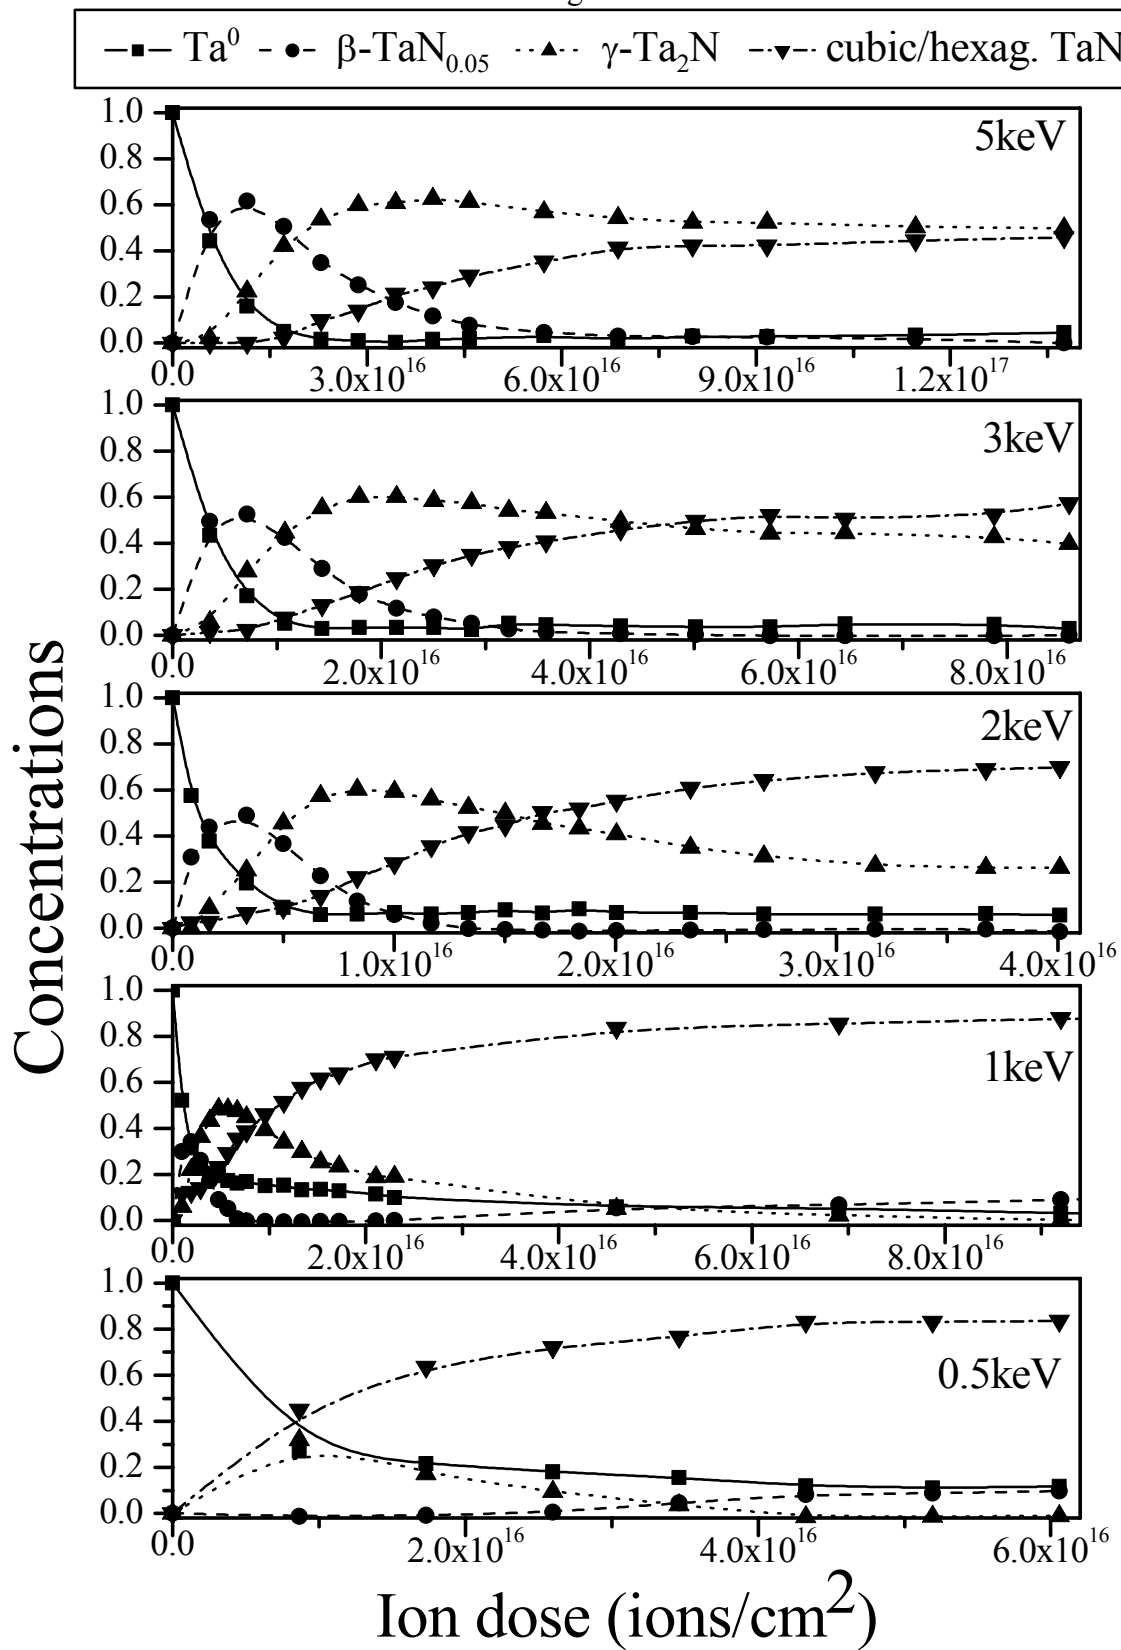 g
Ta⁰ β-TaN₀.₀₅ γ-Ta₂N cubic/hexag. TaN
Concentrations
5keV
1.0
0.8
0.6
0.4
0.2
0.0
0.0 3.0x10¹⁶ 6.0x10¹⁶ 9.0x10¹⁶ 1.2x10¹⁷
3keV
1.0
0.8
0.6
0.4
0.2
0.0
0.0 2.0x10¹⁶ 4.0x10¹⁶ 6.0x10¹⁶ 8.0x10¹⁶
2keV
1.0
0.8
0.6
0.4
0.2
0.0
0.0 1.0x10¹⁶ 2.0x10¹⁶ 3.0x10¹⁶ 4.0x10¹⁶
1keV
1.0
0.8
0.6
0.4
0.2
0.0
0.0 2.0x10¹⁶ 4.0x10¹⁶ 6.0x10¹⁶ 8.0x10¹⁶
0.5keV
1.0
0.8
0.6
0.4
0.2
0.0
0.0 2.0x10¹⁶ 4.0x10¹⁶ 6.0x10¹⁶
Ion dose (ions/cm²)